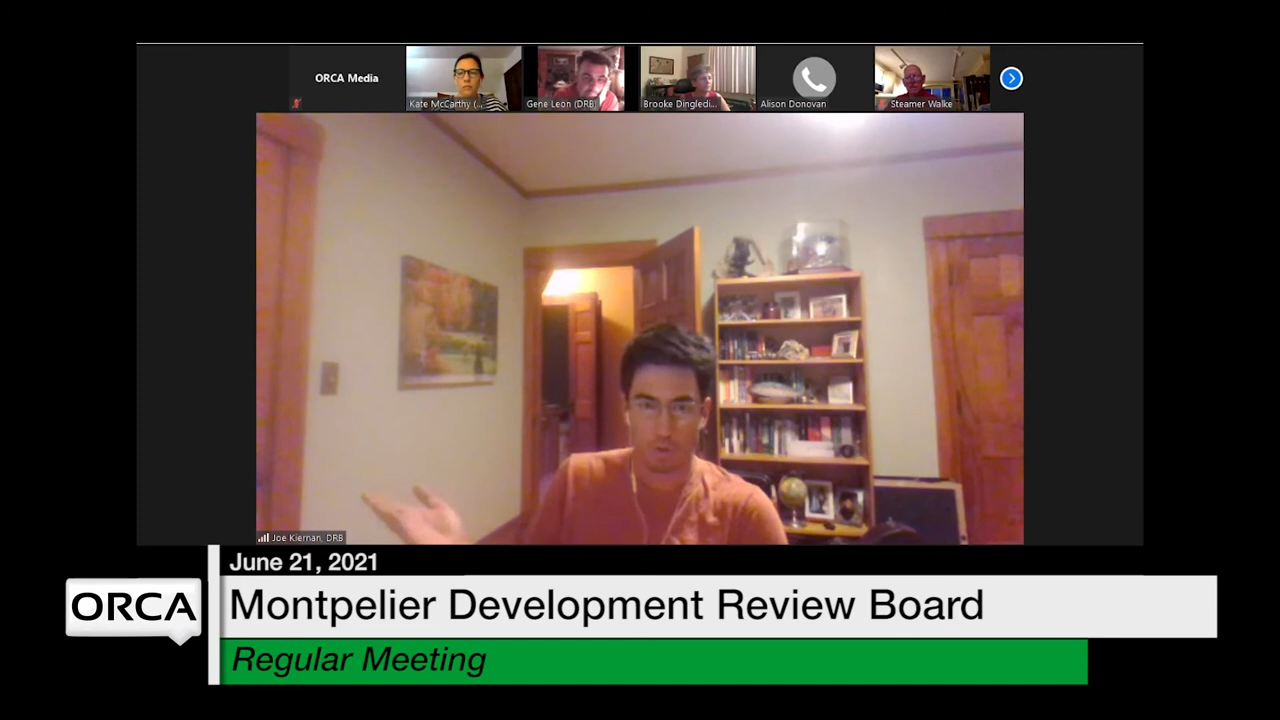 ORCA Media
Kate McCarthy (...
Gene Leon (DRB)
Brooke Dingledi...
Alison Donovan
Steamer Walke
Joe Kiernan, DRB
June 21, 2021
ORCA
Montpelier Development Review Board
Regular Meeting